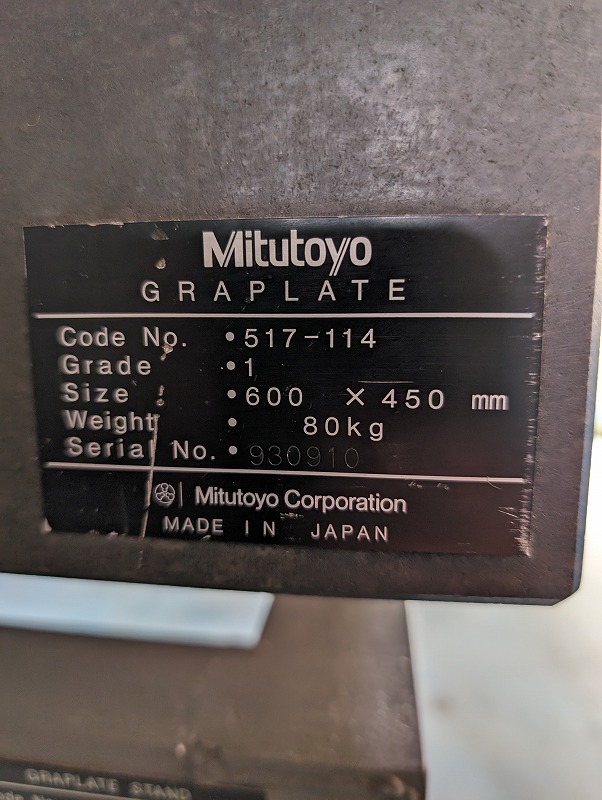 Mitutoyo
GRAPLATE
Code No. • 517-114
Grade • 1
Size • 600 × 450 mm
Weight • 80kg
Serial No. • 930910
Mitutoyo Corporation
MADE IN JAPAN
GRAPLATE STAND